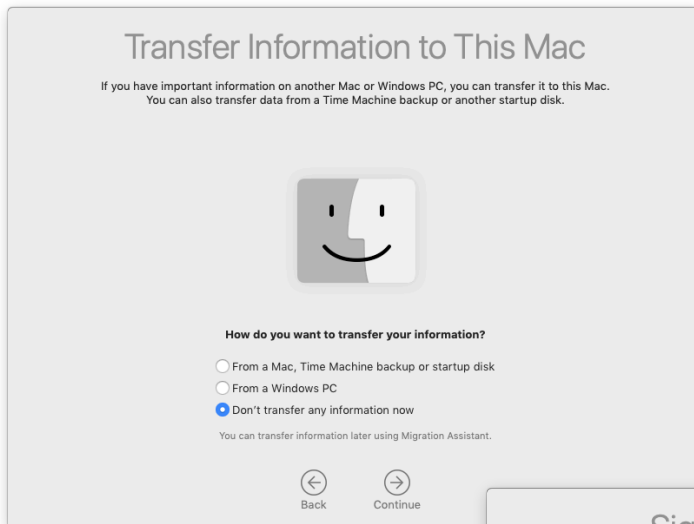 Transfer Information to This Mac
If you have important information on another Mac or Windows PC, you can transfer it to this Mac.
You can also transfer data from a Time Machine backup or another startup disk.
How do you want to transfer your information?
From a Mac, Time Machine backup or startup disk
From a Windows PC
Don't transfer any information now
You can transfer information later using Migration Assistant.
Back
Continue